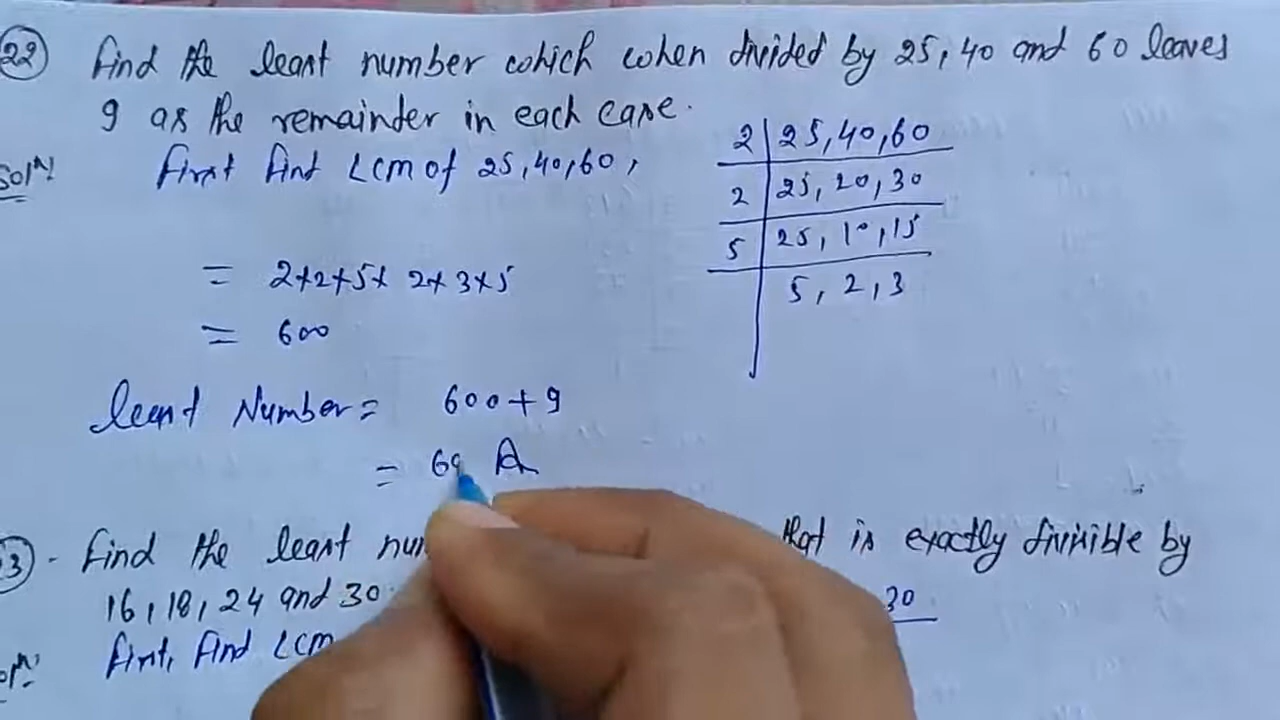 22 Find the least number which when divided by 25, 40 and 60 leaves
9 as the remainder in each case.
Soln: First find LCM of 25, 40, 60,
2 | 25, 40, 60
2 | 25, 20, 30
5 | 25, 10, 15
5, 2, 3
= 2×2×5× 2×3×5
= 600
least Number = 600+9
= 60 A
3 - Find the least that is exactly divisible by
16, 18, 24 and 30. 30
First, Find LCM